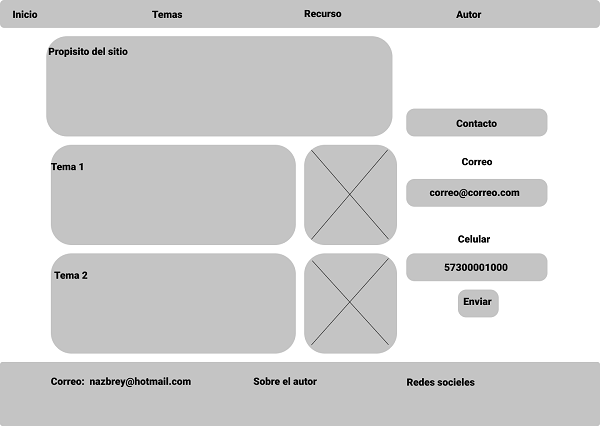 Inicio
Temas
Recurso
Autor
Propisito del sitio
Contacto
Tema 1
Correo
correo@correo.com
Celular
Tema 2
57300001000
Enviar
Correo: nazbrey@hotmail.com
Sobre el autor
Redes socieles